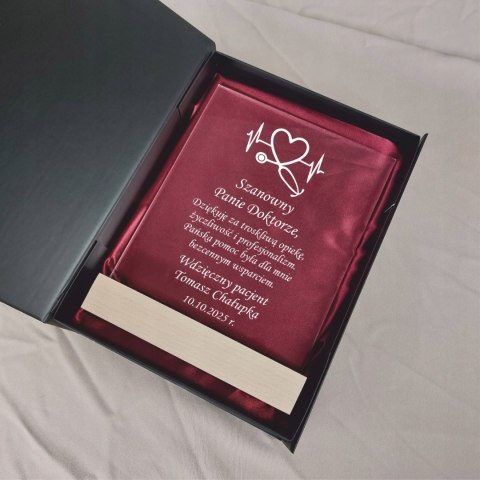 Szanowny
Panie Doktorze,
Dziękuję za troskliwą opiekę,
życzliwość i profesjonalizm.
Pańska pomoc była dla mnie
bezcennym wsparciem.
Wdzięczny pacjent
Tomasz Chałupka
10.10.2025 r.